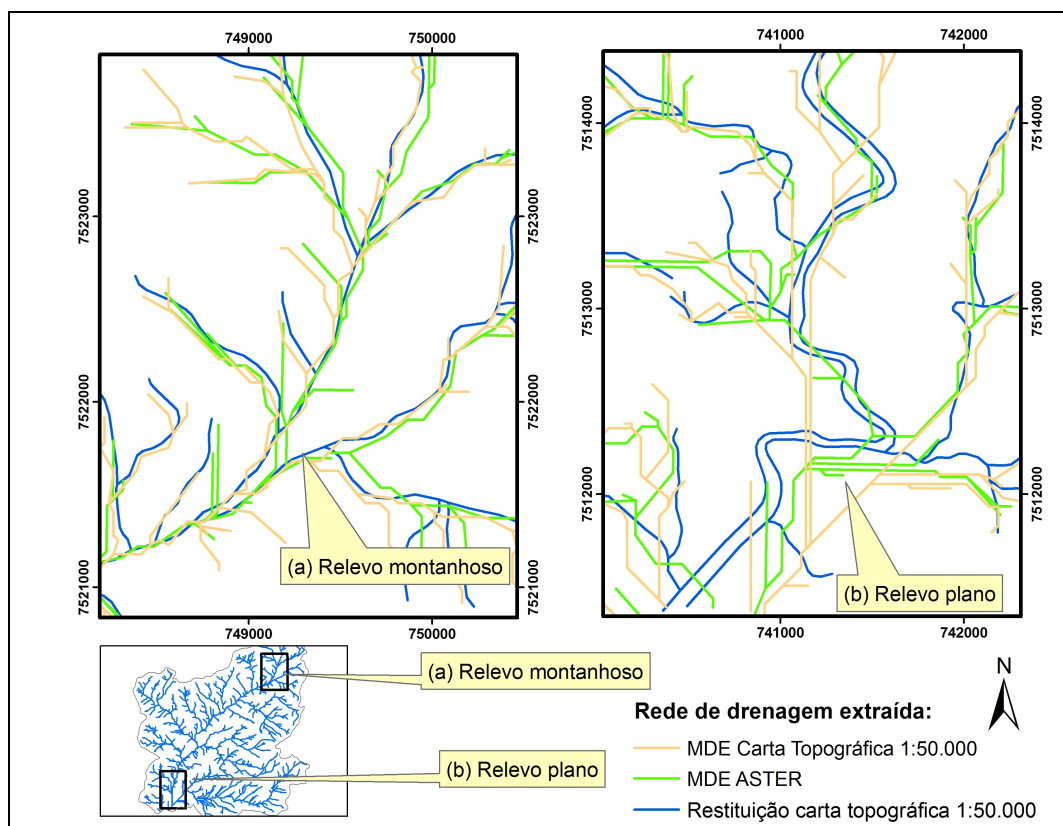 749000 750000
741000 742000
7523000
7522000
7521000
7523000
7522000
7521000
7514000
7513000
7512000
7514000
7513000
7512000
(a) Relevo montanhoso
(b) Relevo plano
749000 750000
741000 742000
(a) Relevo montanhoso
(b) Relevo plano
N
Rede de drenagem extraída:
MDE Carta Topográfica 1:50.000
MDE ASTER
Restituição carta topográfica 1:50.000